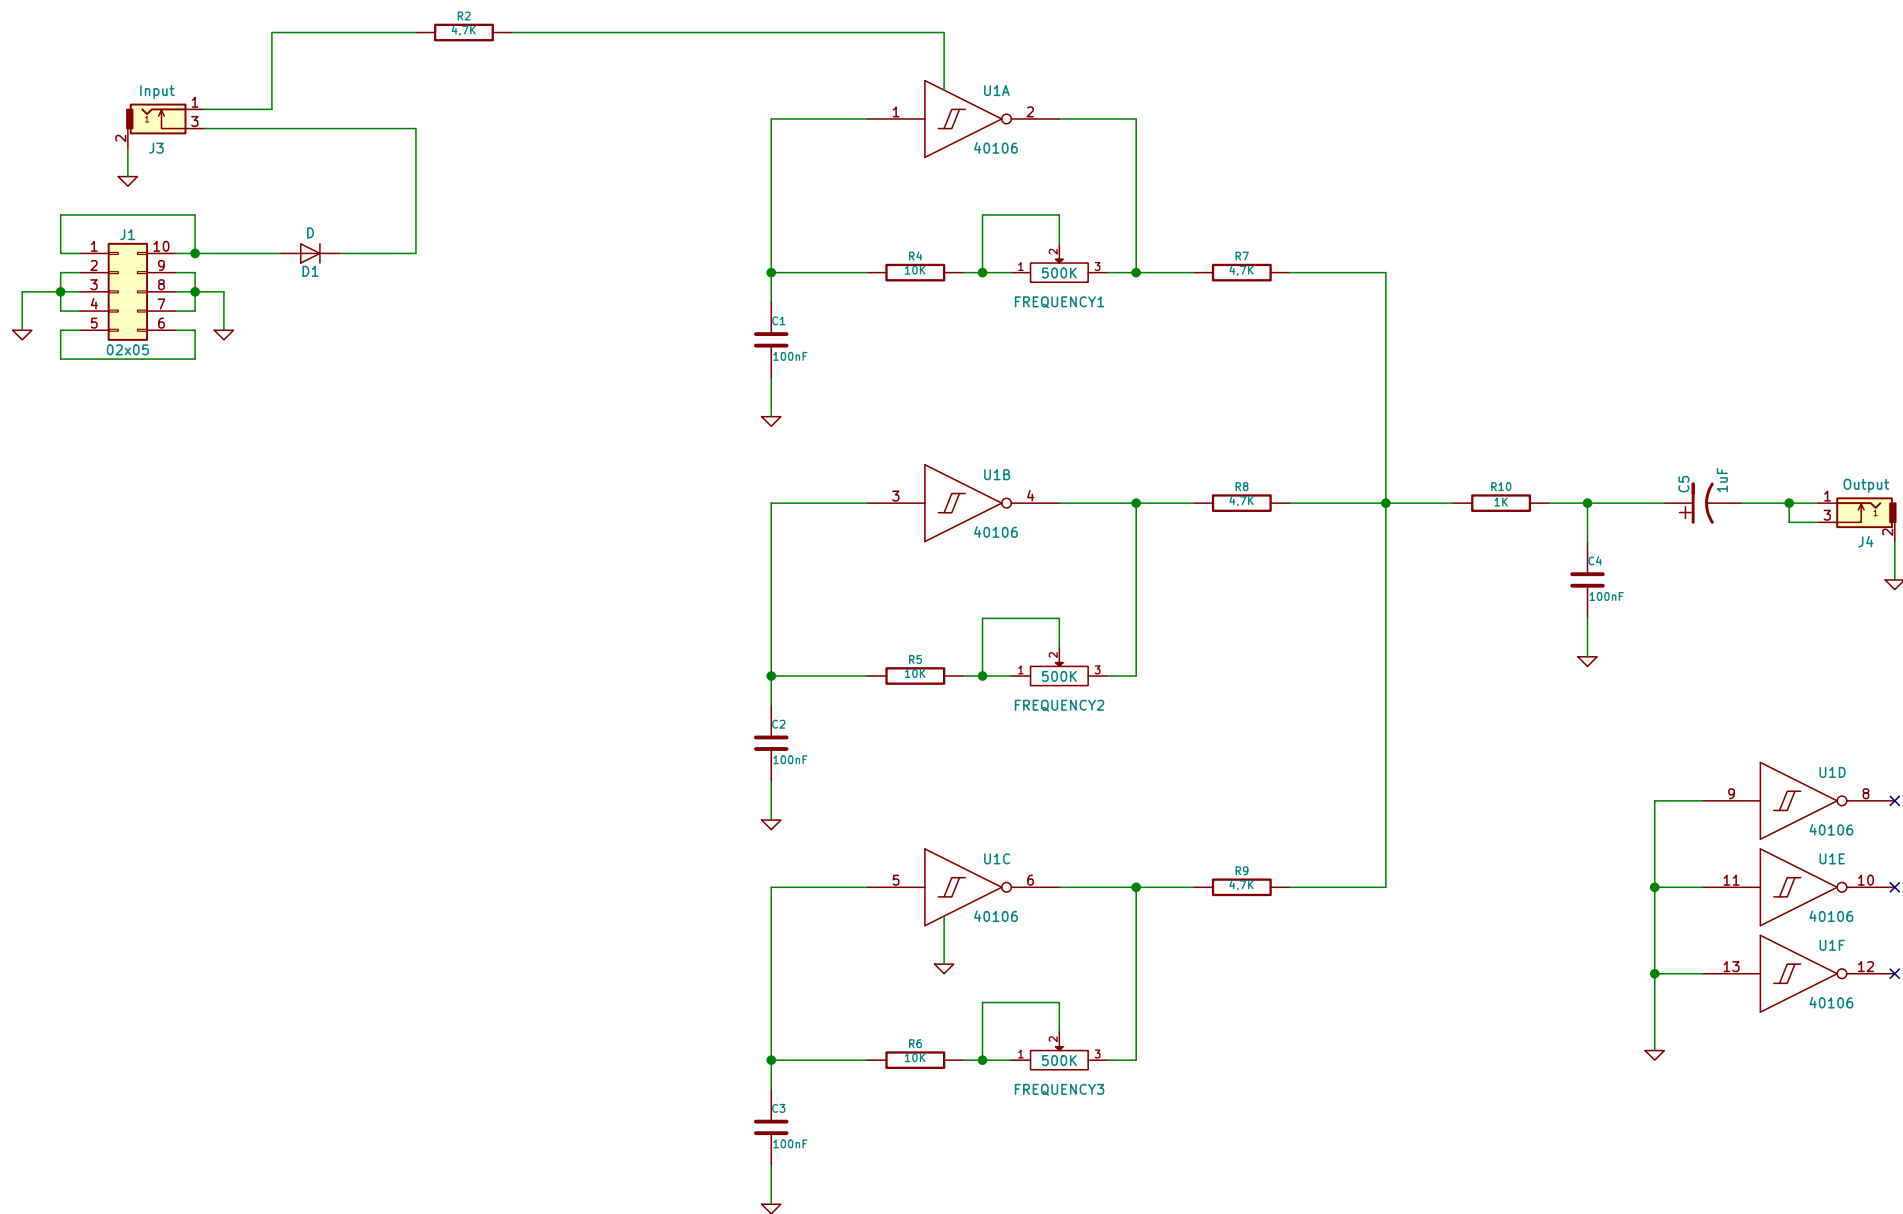 R2
4,7K
Input
1
3
1
2
J3
U1A
1
2
40106
J1
1
10
2
9
3
8
4
7
5
6
02x05
D
D1
R4
10K
2
1
500K
3
FREQUENCY1
R7
4,7K
C1
100nF
U1B
3
4
40106
R8
4,7K
R10
1K
C5
1uF
+
Output
1
3
1
2
J4
C4
100nF
R5
10K
2
1
500K
3
FREQUENCY2
C2
100nF
U1C
5
6
40106
R9
4,7K
R6
10K
2
1
500K
3
FREQUENCY3
C3
100nF
U1D
9
8
40106
U1E
11
10
40106
U1F
13
12
40106